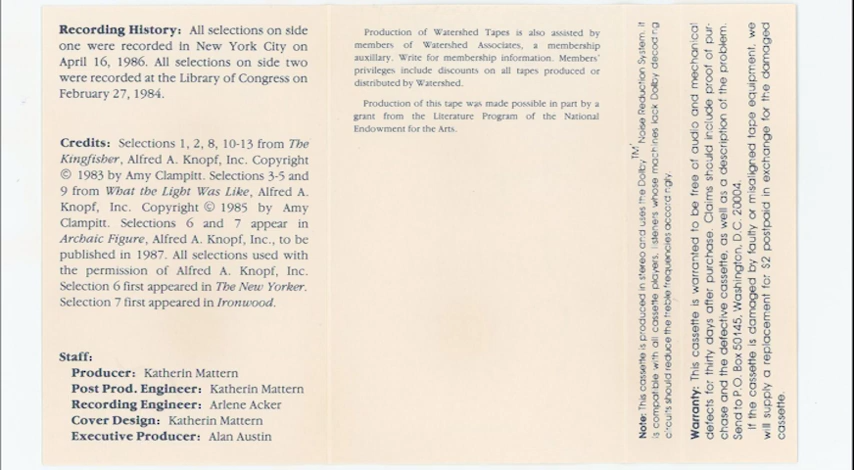 Recording History: All selections on side
one were recorded in New York City on
April 16, 1986. All selections on side two
were recorded at the Library of Congress on
February 27, 1984.
Credits: Selections 1, 2, 8, 10-13 from The
Kingfisher, Alfred A. Knopf, Inc. Copyright
© 1983 by Amy Clampitt. Selections 3-5 and
9 from What the Light Was Like, Alfred A.
Knopf, Inc. Copyright © 1985 by Amy
Clampitt. Selections 6 and 7 appear in
Archaic Figure, Alfred A. Knopf, Inc., to be
published in 1987. All selections used with
the permission of Alfred A. Knopf, Inc.
Selection 6 first appeared in The New Yorker.
Selection 7 first appeared in Ironwood.
Staff:
Producer: Katherin Mattern
Post Prod. Engineer: Katherin Mattern
Recording Engineer: Arlene Acker
Cover Design: Katherin Mattern
Executive Producer: Alan Austin
Production of Watershed Tapes is also assisted by
members of Watershed Associates, a membership
auxillary. Write for membership information. Members'
privileges include discounts on all tapes produced or
distributed by Watershed.
Production of this tape was made possible in part by a
grant from the Literature Program of the National
Endowment for the Arts.
Note: This cassette is produced in stereo and uses the Dolby™ Noise Reduction System. It
is compatible with all cassette players. Listeners whose machines lack Dolby decoding
circuits should reduce the treble frequencies accordingly.
Warranty: This cassette is warranted to be free of audio and mechanical
defects for thirty days after purchase. Claims should include proof of pur-
chase and the defective cassette, as well as a description of the problem.
Send to P.O. Box 50145, Washington, D.C. 20004.
If the cassette is damaged by faulty or misaligned tape equipment, we
will supply a replacement for $2 postpaid in exchange for the damaged
cassette.